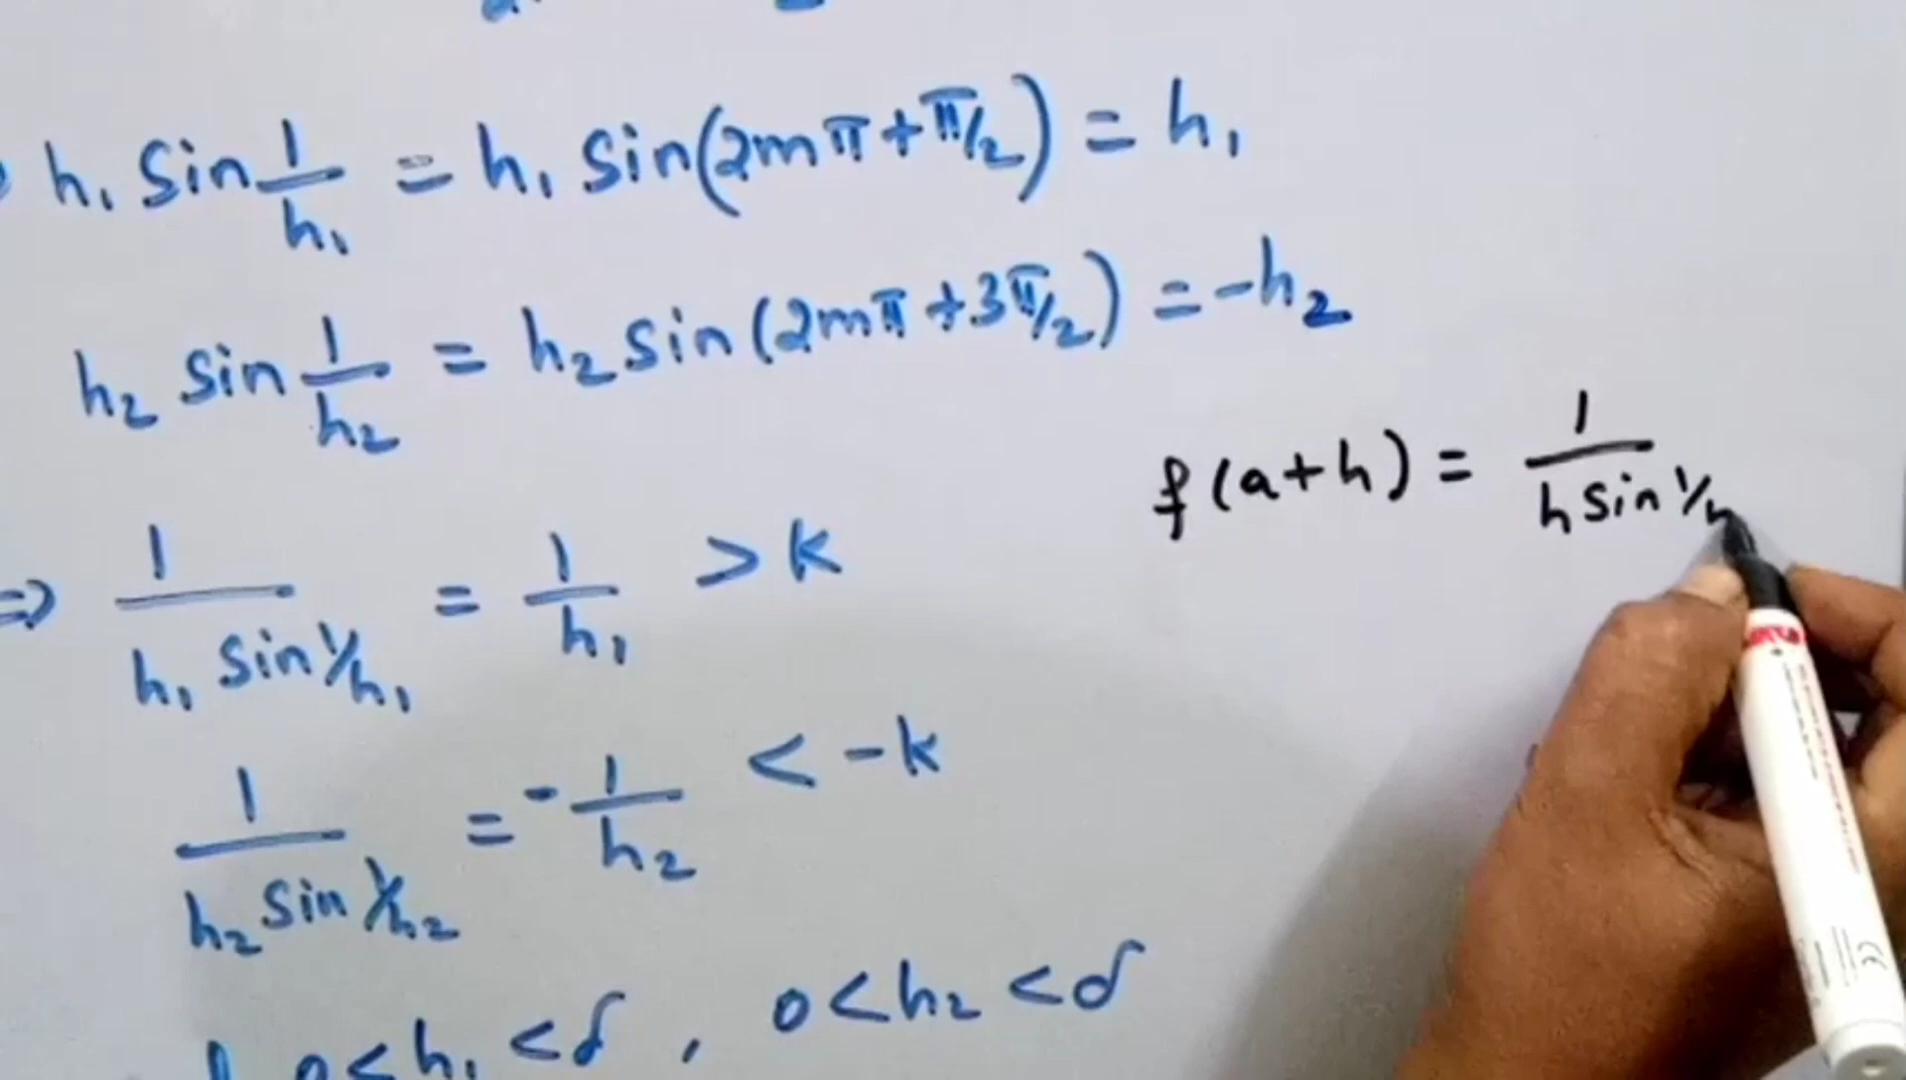 h₁ sin 1/h₁ = h₁ sin(2mπ + π/2) = h₁
h₂ sin 1/h₂ = h₂ sin(2mπ + 3π/2) = -h₂
f(a+h) = 1/(h sin 1/h)
⇒ 1/(h₁ sin 1/h₁) = 1/h₁ > k
1/(h₂ sin 1/h₂) = -1/h₂ < -k
0 < h₁ < δ, 0 < h₂ < δ